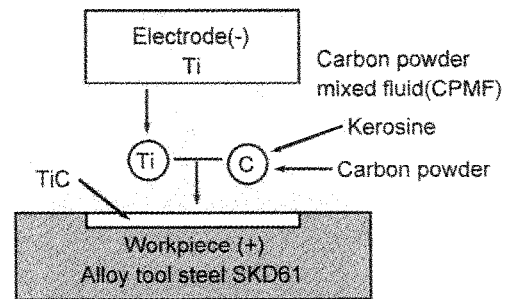 Electrode(-)
Ti
Carbon powder
mixed fluid(CPMF)
Kerosine
Ti
C
Carbon powder
TiC
Workpiece (+)
Alloy tool steel SKD61